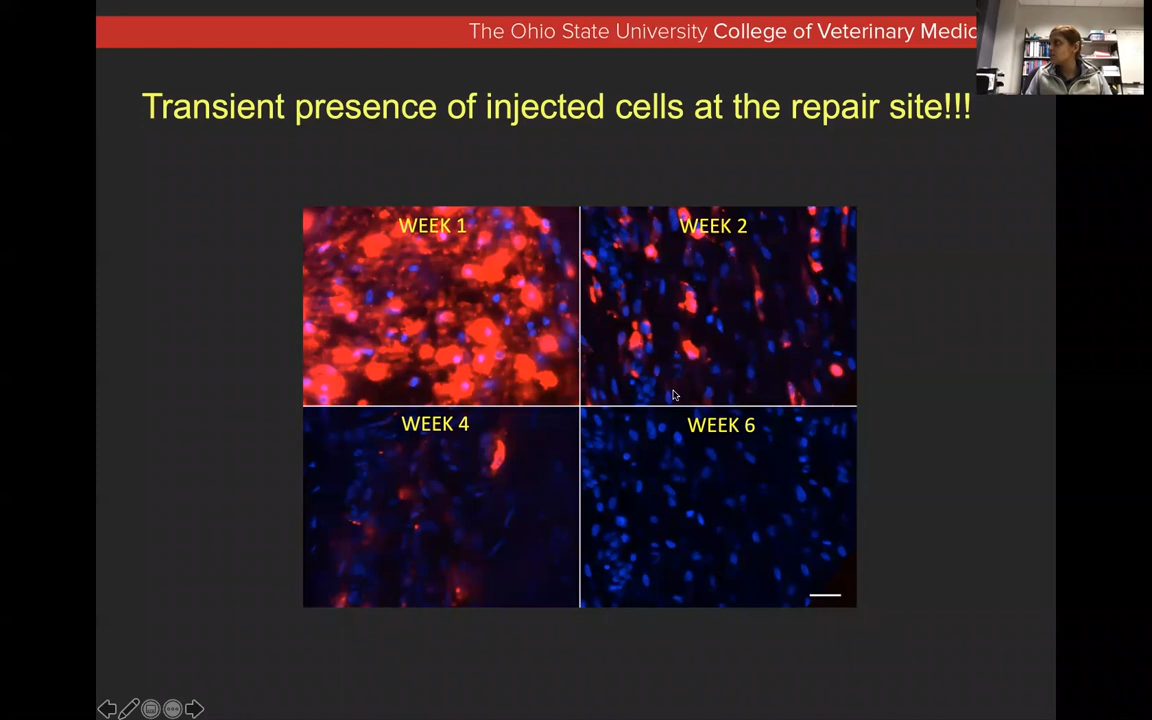 The Ohio State University College of Veterinary Medic
Transient presence of injected cells at the repair site!!!
WEEK 1
WEEK 2
WEEK 4
WEEK 6